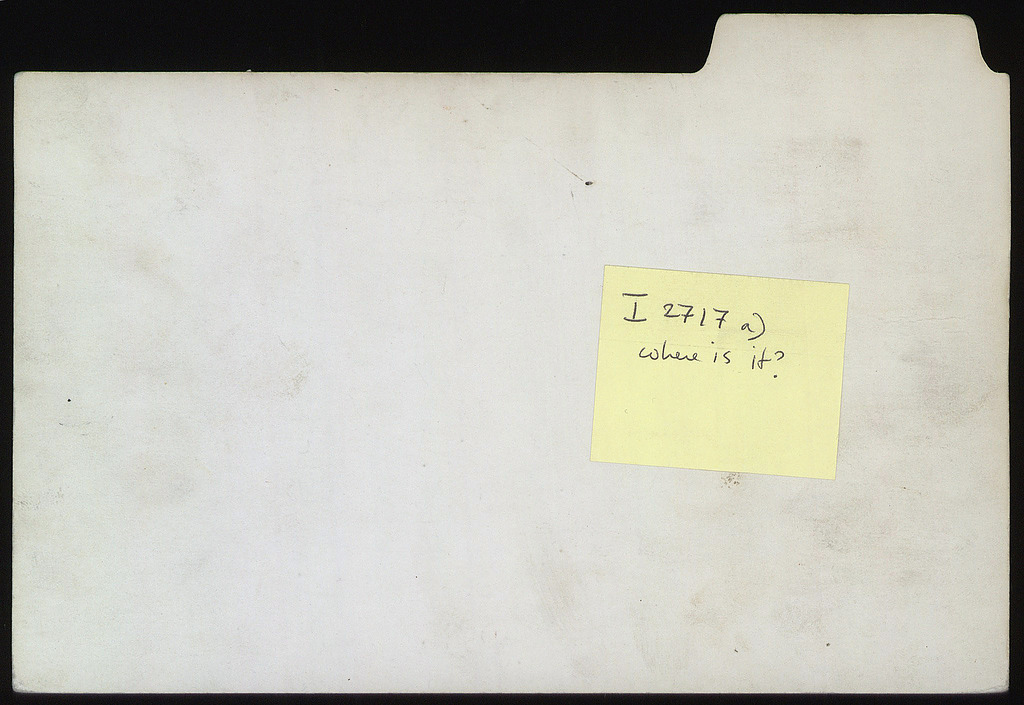 I 2717 a)
where is it?